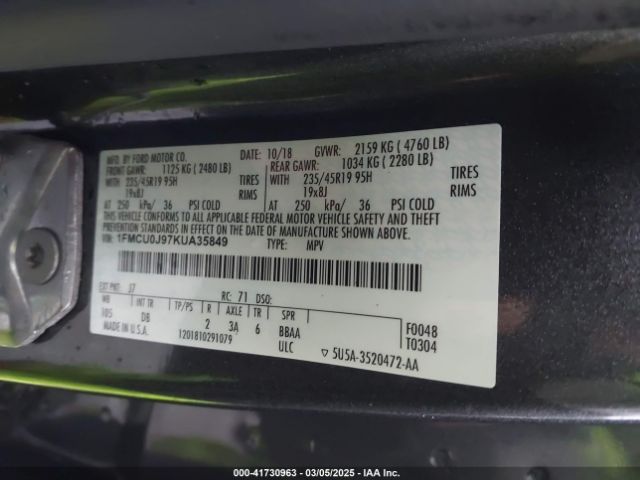 MFD. BY FORD MOTOR CO. DATE: 10/18 GVWR: 2159 KG ( 4760 LB)
FRONT GAWR: 1125 KG ( 2480 LB) REAR GAWR: 1034 KG ( 2280 LB)
WITH 235/45R19 95H TIRES WITH 235/45R19 95H TIRES
19x8J RIMS 19x8J RIMS
AT 250 kPa/ 36 PSI COLD AT 250 kPa/ 36 PSI COLD
THIS VEHICLE CONFORMS TO ALL APPLICABLE FEDERAL MOTOR VEHICLE SAFETY AND THEFT
PREVENTION STANDARDS IN EFFECT ON THE DATE OF MANUFACTURE SHOWN ABOVE.
VIN: 1FMCU0J97KUA35849 TYPE: MPV
EXT PNT: J7 RC: 71 DSO:
WB INT TR TP/PS R AXLE TR SPR
105 DB 2 3A 6 BBAA F0048
MADE IN U.S.A. 1201810291079 ULC T0304
▽ 5U5A-3520472-AA
000-41730963 — 03/05/2025 — IAA Inc.